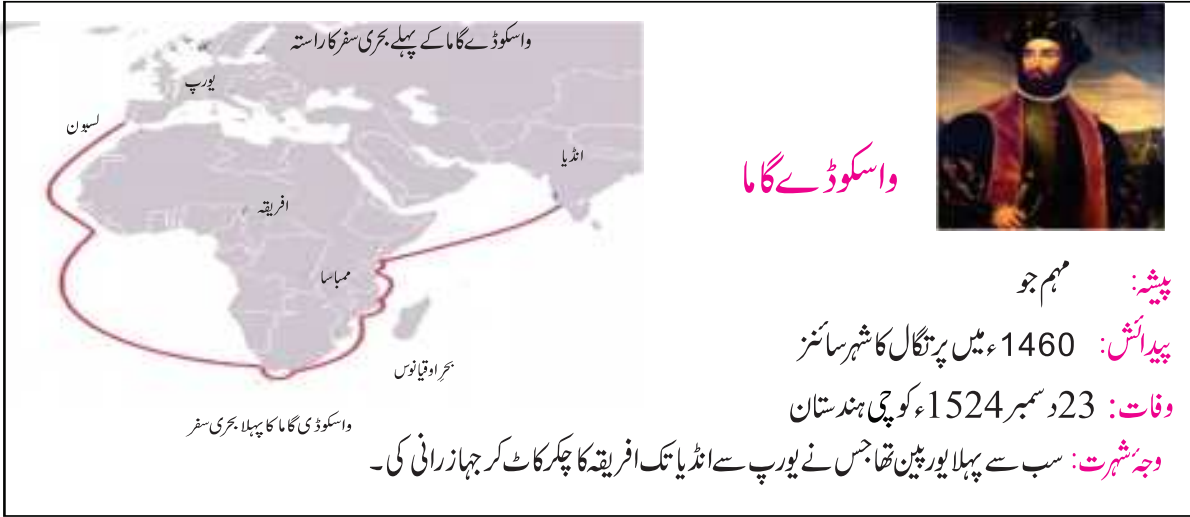 واسکوڈے گاما کے پہلے بحری سفر کا راستہ
یورپ
لسبون
انڈیا
افریقہ
ممباسا
بحرِ اوقیانوس
واسکوڈی گاما کا پہلا بحری سفر
واسکوڈے گاما
پیشہ: مہم جو
پیدائش: 1460ء میں پرتگال کا شہر سائنز
وفات: 23 دسمبر 1524ء کوچی ہندستان
وجۂ شہرت: سب سے پہلا یورپین تھا جس نے یورپ سے انڈیا تک افریقہ کا چکر کاٹ کر جہاز رانی کی۔